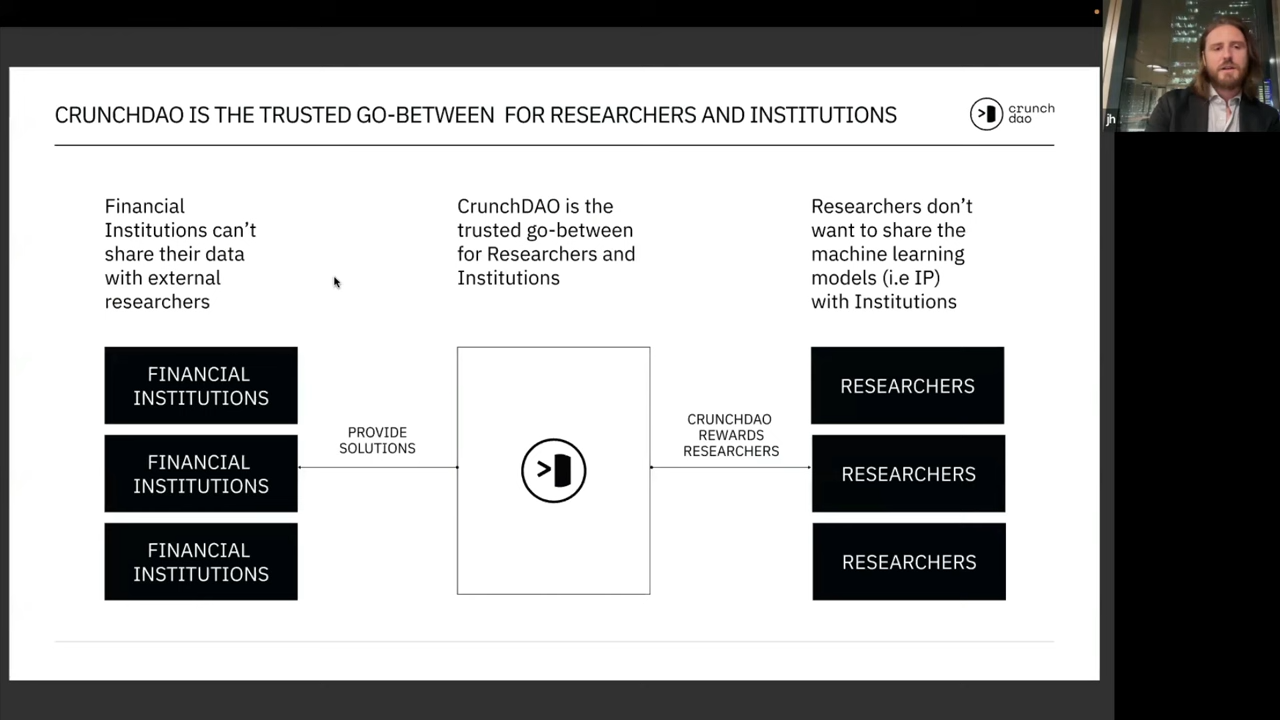 CRUNCHDAO IS THE TRUSTED GO-BETWEEN FOR RESEARCHERS AND INSTITUTIONS
crunch
dao
jh
Financial
Institutions can't
share their data
with external
researchers
CrunchDAO is the
trusted go-between
for Researchers and
Institutions
Researchers don't
want to share the
machine learning
models (i.e IP)
with Institutions
FINANCIAL
INSTITUTIONS
FINANCIAL
INSTITUTIONS
FINANCIAL
INSTITUTIONS
PROVIDE
SOLUTIONS
CRUNCHDAO
REWARDS
RESEARCHERS
RESEARCHERS
RESEARCHERS
RESEARCHERS